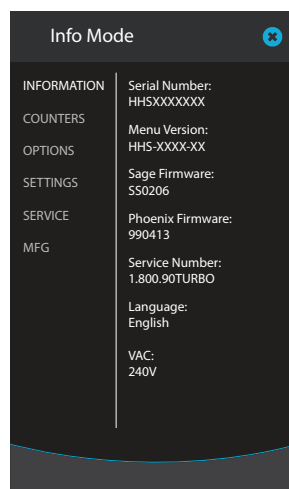 Info Mode
INFORMATION
COUNTERS
OPTIONS
SETTINGS
SERVICE
MFG
Serial Number:
HHSXXXXXXX
Menu Version:
HHS-XXXX-XX
Sage Firmware:
SS0206
Phoenix Firmware:
990413
Service Number:
1.800.90TURBO
Language:
English
VAC:
240V